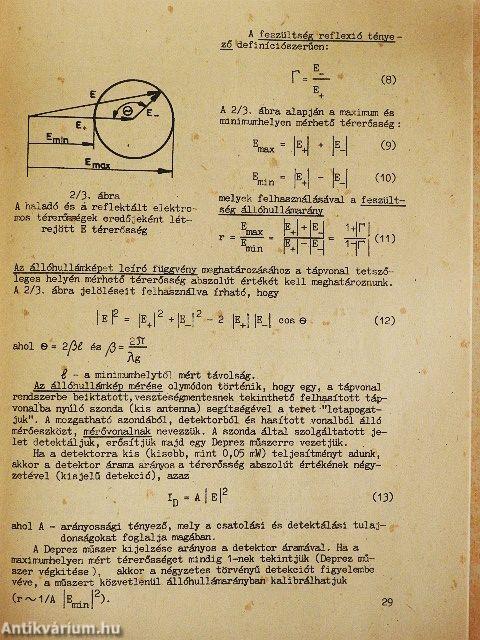 A feszültség reflexió ténye-
ző definíciószerűen:
Γ = E₋ / E₊ (8)
A 2/3. ábra alapján a maximum és
minimumhelyen mérhető térerősség:
E E₊ Θ E₋
Emin
Emax
Emax = |E₊| + |E₋| (9)
Emin = |E₊| - |E₋| (10)
2/3. ábra
A haladó és a reflektált elektro-
mos térerősségek eredőjeként lét-
rejött E térerősség
melyek felhasználásával a feszült-
ség állóhullámarány
r = Emax / Emin = (|E₊| + |E₋|) / (|E₊| - |E₋|) = (1+|Γ|) / (1-|Γ|) (11)
Az állóhullámképet leíró függvény meghatározásához a tápvonal tetsző-
leges helyén mérhető térerősség abszolút értékét kell meghatároznunk.
A 2/3. ábra jelöléseit felhasználva írható, hogy
|E|² = |E₊|² + |E₋|² - 2 |E₊||E₋| cos Θ (12)
ahol Θ = 2βℓ és β = 2π / λg
ℓ - a minimumhelytől mért távolság.
Az állóhullámkép mérése olymódon történik, hogy egy, a tápvonal
rendszerbe beiktatott, veszteségmentesnek tekinthető felhasított táp-
vonalba nyúló szonda (kis antenna) segítségével a teret "letapogat-
juk". A mozgatható szondából, detektorból és hasított vonalból álló
mérőeszközt, mérővonalnak nevezzük. A szonda által szolgáltatott je-
let detektáljuk, erősítjük majd egy Deprez műszerre vezetjük.
Ha a detektorra kis (kisebb, mint 0,05 mW) teljesítményt adunk,
akkor a detektor árama arányos a térerősség abszolút értékének négy-
zetével (kisjelű detekció), azaz
I_D = A |E|² (13)
ahol A - arányossági tényező, mely a csatolási és detektálási tulaj-
donságokat foglalja magában.
A Deprez műszer kijelzése arányos a detektor áramával. Ha a
maximumhelyen mért térerősséget mindig 1-nek tekintjük (Deprez mű-
szer végkitérése), akkor a négyzetes törvényű detekciót figyelembe
véve, a műszert közvetlenül állóhullámarányban kalibrálhatjuk
(r ~ 1/A |Emin|²).
29
Antikvárium.hu